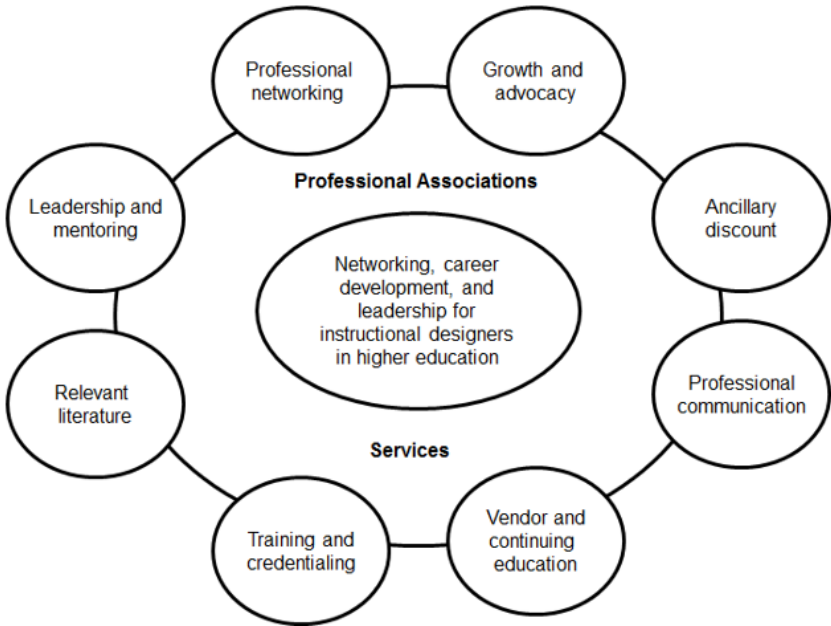 Professional
networking
Growth and
advocacy
Professional Associations
Leadership and
mentoring
Ancillary
discount
Networking, career
development, and
leadership for
instructional designers
in higher education
Relevant
literature
Professional
communication
Services
Training and
credentialing
Vendor and
continuing
education